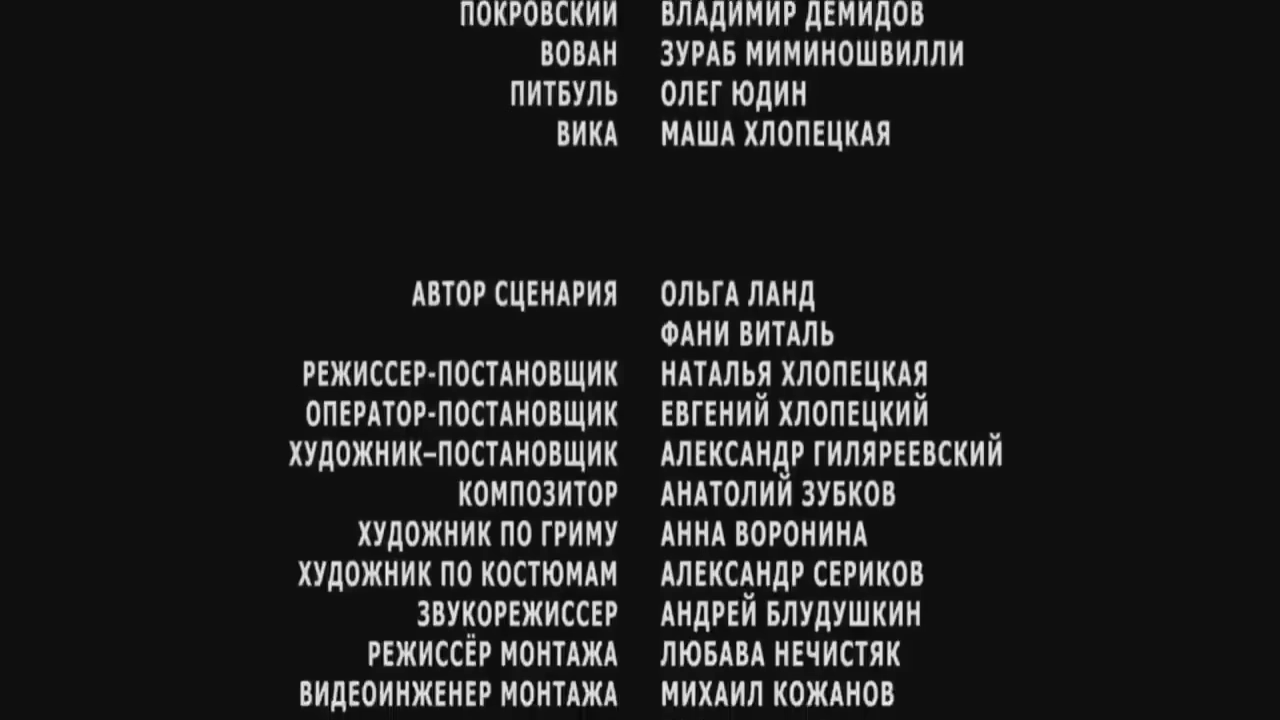 ПОКРОВСКИЙ ВЛАДИМИР ДЕМИДОВ
ВОВАН ЗУРАБ МИМИНОШВИЛЛИ
ПИТБУЛЬ ОЛЕГ ЮДИН
ВИКА МАША ХЛОПЕЦКАЯ
АВТОР СЦЕНАРИЯ ОЛЬГА ЛАНД
ФАНИ ВИТАЛЬ
РЕЖИССЕР-ПОСТАНОВЩИК НАТАЛЬЯ ХЛОПЕЦКАЯ
ОПЕРАТОР-ПОСТАНОВЩИК ЕВГЕНИЙ ХЛОПЕЦКИЙ
ХУДОЖНИК–ПОСТАНОВЩИК АЛЕКСАНДР ГИЛЯРЕЕВСКИЙ
КОМПОЗИТОР АНАТОЛИЙ ЗУБКОВ
ХУДОЖНИК ПО ГРИМУ АННА ВОРОНИНА
ХУДОЖНИК ПО КОСТЮМАМ АЛЕКСАНДР СЕРИКОВ
ЗВУКОРЕЖИССЕР АНДРЕЙ БЛУДУШКИН
РЕЖИССЁР МОНТАЖА ЛЮБАВА НЕЧИСТЯК
ВИДЕОИНЖЕНЕР МОНТАЖА МИХАИЛ КОЖАНОВ